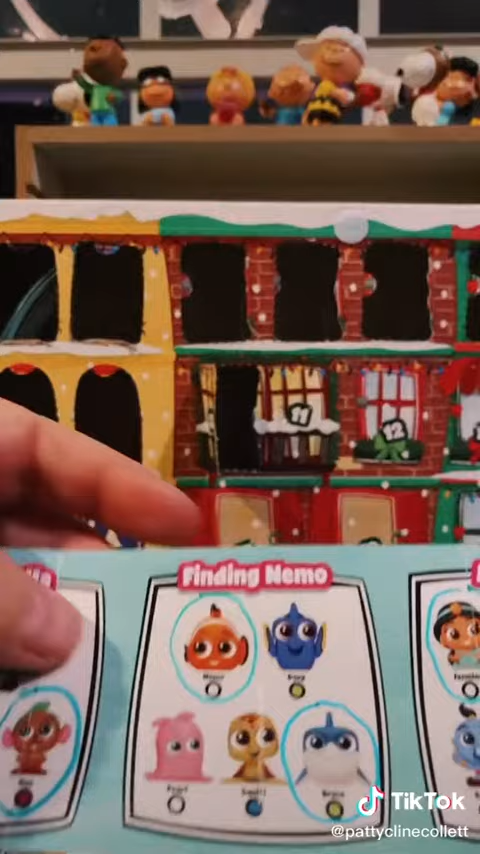 11
12
Finding Nemo
Nemo
Dory
Pearl
Squirt
Bruce
TikTok
@pattyclinecollett